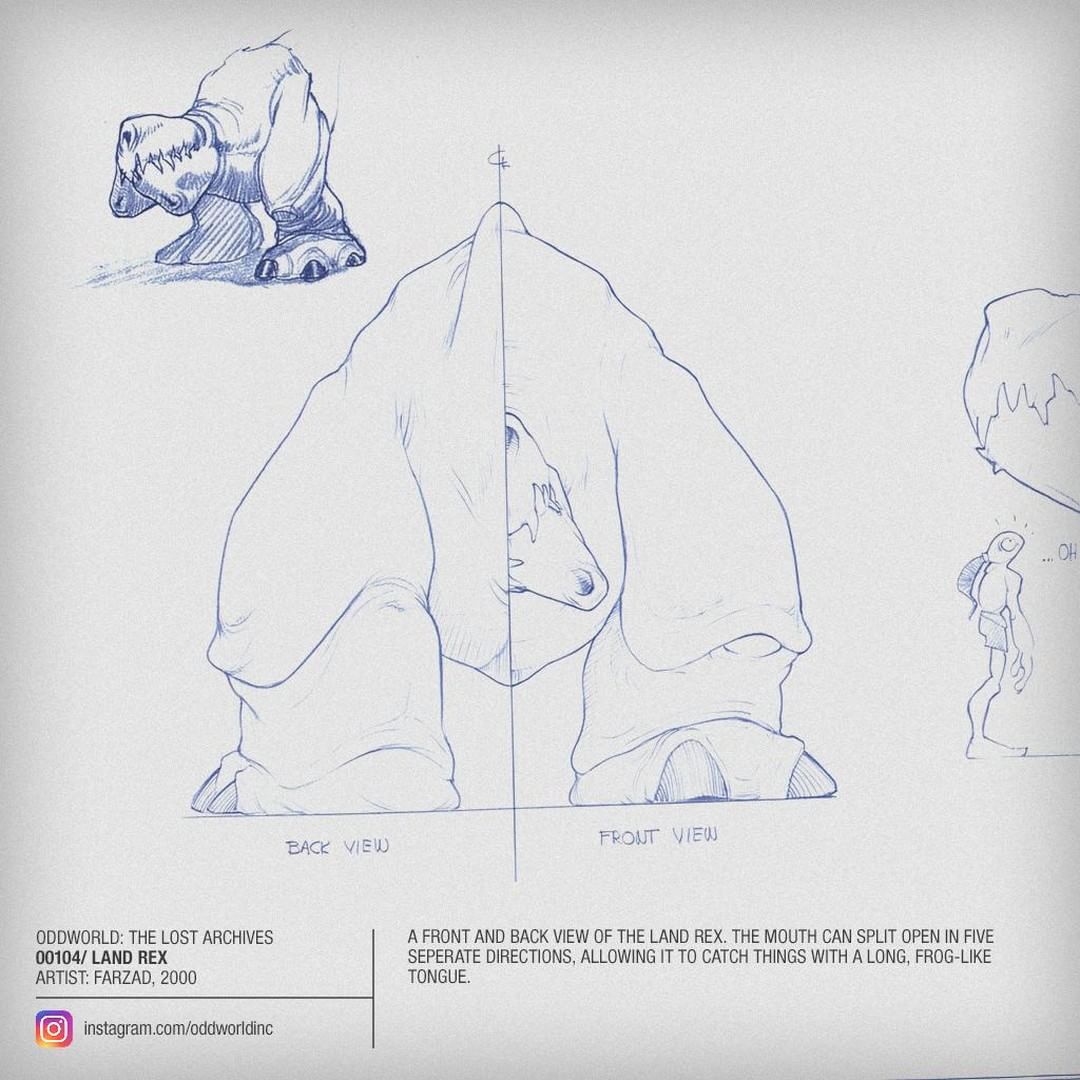 ... OH
BACK VIEW
FRONT VIEW
ODDWORLD: THE LOST ARCHIVES
00104/ LAND REX
ARTIST: FARZAD, 2000
instagram.com/oddworldinc
A FRONT AND BACK VIEW OF THE LAND REX. THE MOUTH CAN SPLIT OPEN IN FIVE
SEPERATE DIRECTIONS, ALLOWING IT TO CATCH THINGS WITH A LONG, FROG-LIKE
TONGUE.